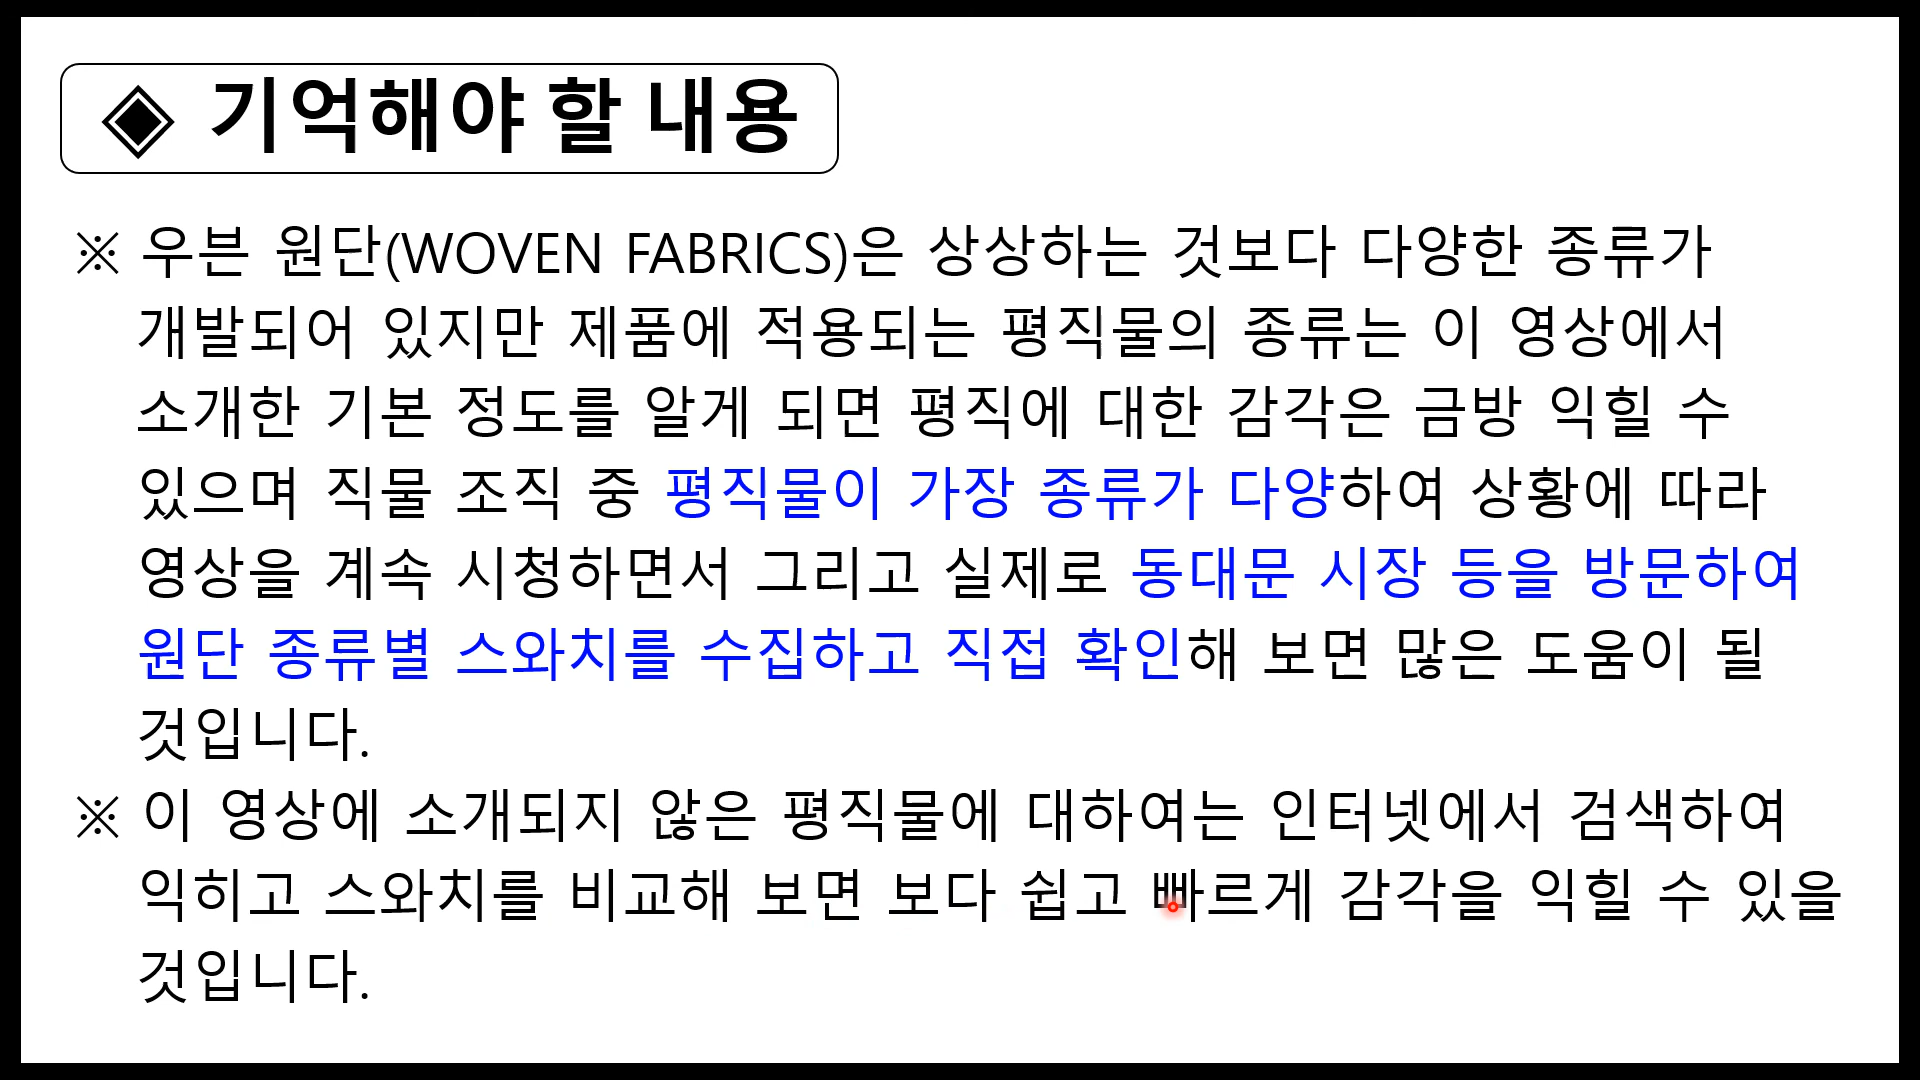 ◈ 기억해야 할 내용
※ 우븐 원단(WOVEN FABRICS)은 상상하는 것보다 다양한 종류가
개발되어 있지만 제품에 적용되는 평직물의 종류는 이 영상에서
소개한 기본 정도를 알게 되면 평직에 대한 감각은 금방 익힐 수
있으며 직물 조직 중 평직물이 가장 종류가 다양하여 상황에 따라
영상을 계속 시청하면서 그리고 실제로 동대문 시장 등을 방문하여
원단 종류별 스와치를 수집하고 직접 확인해 보면 많은 도움이 될
것입니다.
※ 이 영상에 소개되지 않은 평직물에 대하여는 인터넷에서 검색하여
익히고 스와치를 비교해 보면 보다 쉽고 빠르게 감각을 익힐 수 있을
것입니다.